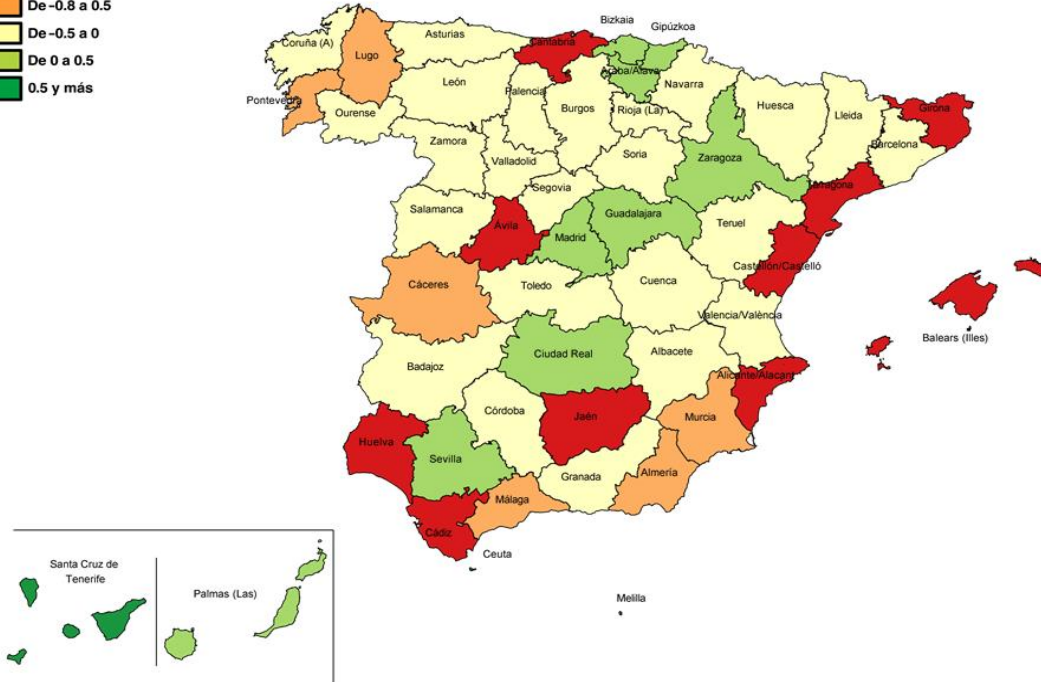 De -0.8 a 0.5
De -0.5 a 0
De 0 a 0.5
0.5 y más
Bizkaia
Gipúzkoa
Coruña (A)
Lugo
Asturias
Cantabria
Araba/Álava
Navarra
León
Palencia
Burgos
Rioja (La)
Huesca
Lleida
Girona
Pontevedra
Ourense
Barcelona
Zamora
Valladolid
Soria
Zaragoza
Tarragona
Segovia
Salamanca
Ávila
Madrid
Guadalajara
Teruel
Castellón/Castelló
Cáceres
Toledo
Cuenca
Valencia/València
Balears (Illes)
Badajoz
Ciudad Real
Albacete
Alicante/Alacant
Huelva
Córdoba
Jaén
Murcia
Sevilla
Granada
Almería
Málaga
Cádiz
Ceuta
Melilla
Santa Cruz de
Tenerife
Palmas (Las)